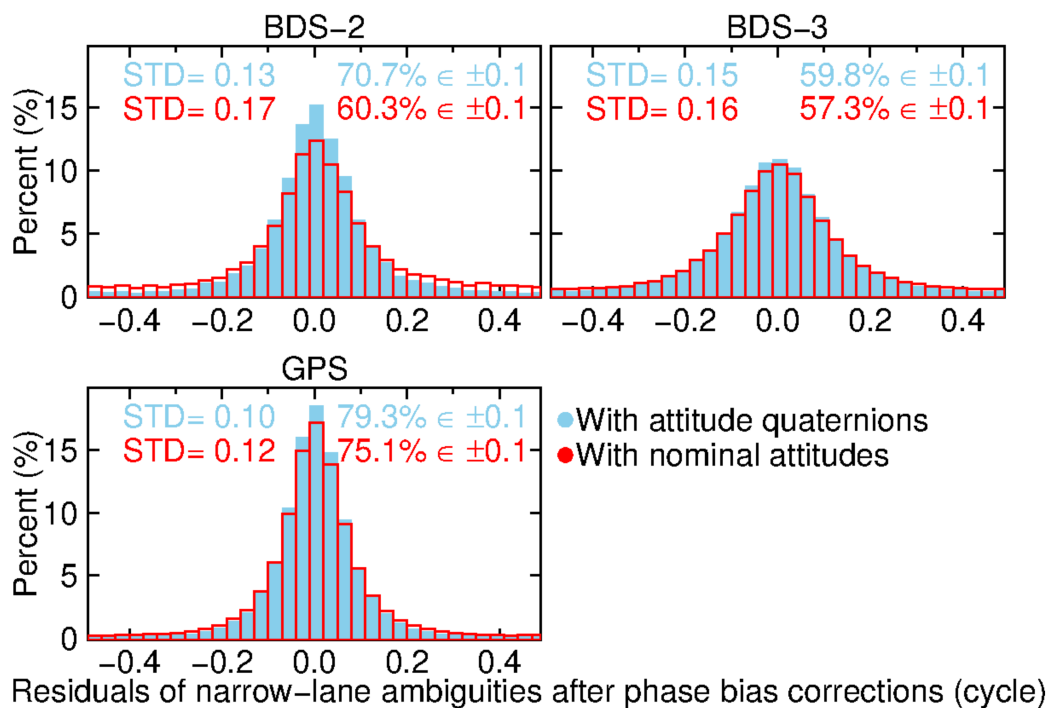 BDS−2
STD= 0.13 70.7% ∈ ±0.1
STD= 0.17 60.3% ∈ ±0.1
Percent (%)
15
10
5
0
−0.4 −0.2 0.0 0.2 0.4
BDS−3
STD= 0.15 59.8% ∈ ±0.1
STD= 0.16 57.3% ∈ ±0.1
−0.4 −0.2 0.0 0.2 0.4
GPS
STD= 0.10 79.3% ∈ ±0.1
STD= 0.12 75.1% ∈ ±0.1
Percent (%)
15
10
5
0
−0.4 −0.2 0.0 0.2 0.4
With attitude quaternions
With nominal attitudes
Residuals of narrow−lane ambiguities after phase bias corrections (cycle)